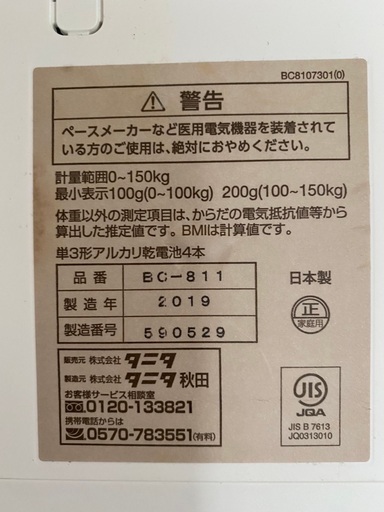 BC8107301(0)
警告
ペースメーカーなど医用電気機器を装着されて
いる方のご使用は、絶対におやめください。
計量範囲0~150kg
最小表示100g(0~100kg) 200g(100~150kg)
体重以外の測定項目は、からだの電気抵抗値等から
算出した推定値です。BMIは計算値です。
単3形アルカリ乾電池4本
品番 BC-811
製造年 2019
製造番号 590529
日本製
正
家庭用
販売元 株式会社 タニタ
製造元 株式会社 タニタ秋田
お客様サービス相談室
0120-133821
携帯電話からは
0570-783551(有料)
JIS
JQA
JIS B 7613
JQ0313010